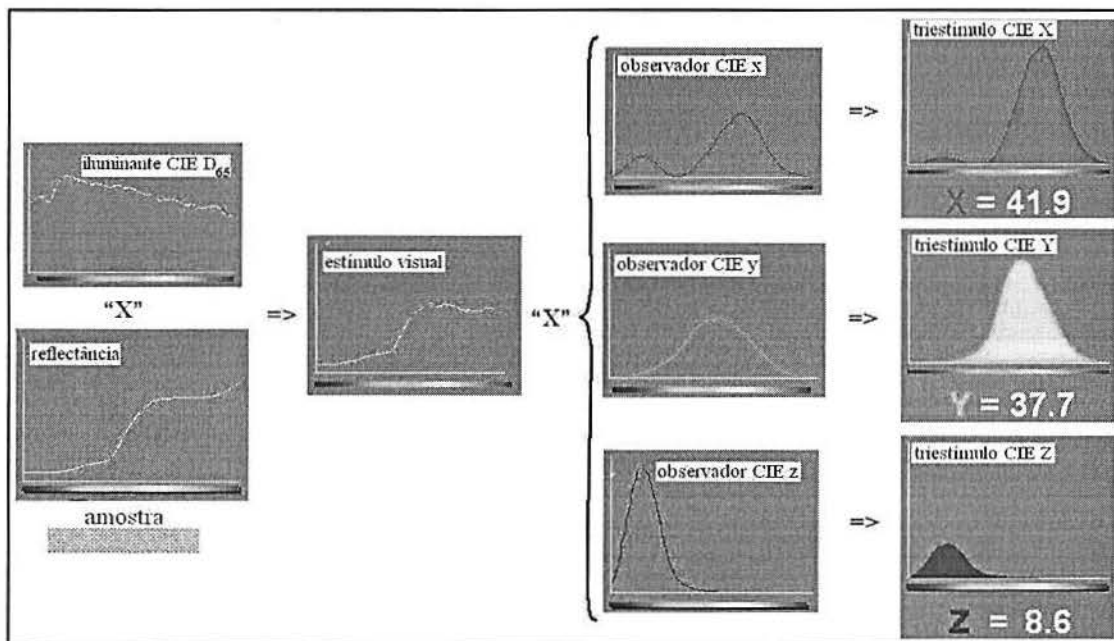 iluminante CIE D65
"X"
reflectância
amostra
=>
estímulo visual
"X"
observador CIE x
=>
triestímulo CIE X
X = 41.9
observador CIE y
=>
triestímulo CIE Y
Y = 37.7
observador CIE z
=>
triestímulo CIE Z
Z = 8.6